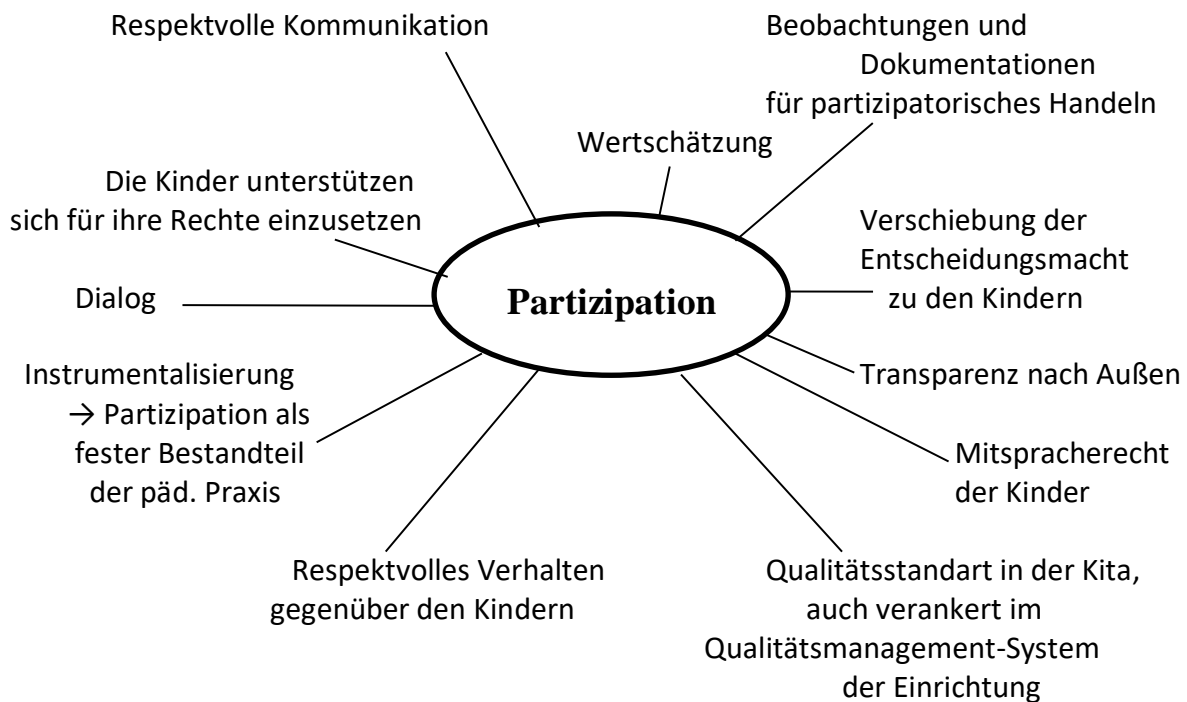 Respektvolle Kommunikation
Beobachtungen und
Dokumentationen
für partizipatorisches Handeln
Wertschätzung
Die Kinder unterstützen
sich für ihre Rechte einzusetzen
Verschiebung der
Entscheidungsmacht
zu den Kindern
Dialog
Partizipation
Instrumentalisierung
→ Partizipation als
fester Bestandteil
der päd. Praxis
Transparenz nach Außen
Mitspracherecht
der Kinder
Respektvolles Verhalten
gegenüber den Kindern
Qualitätsstandart in der Kita,
auch verankert im
Qualitätsmanagement-System
der Einrichtung